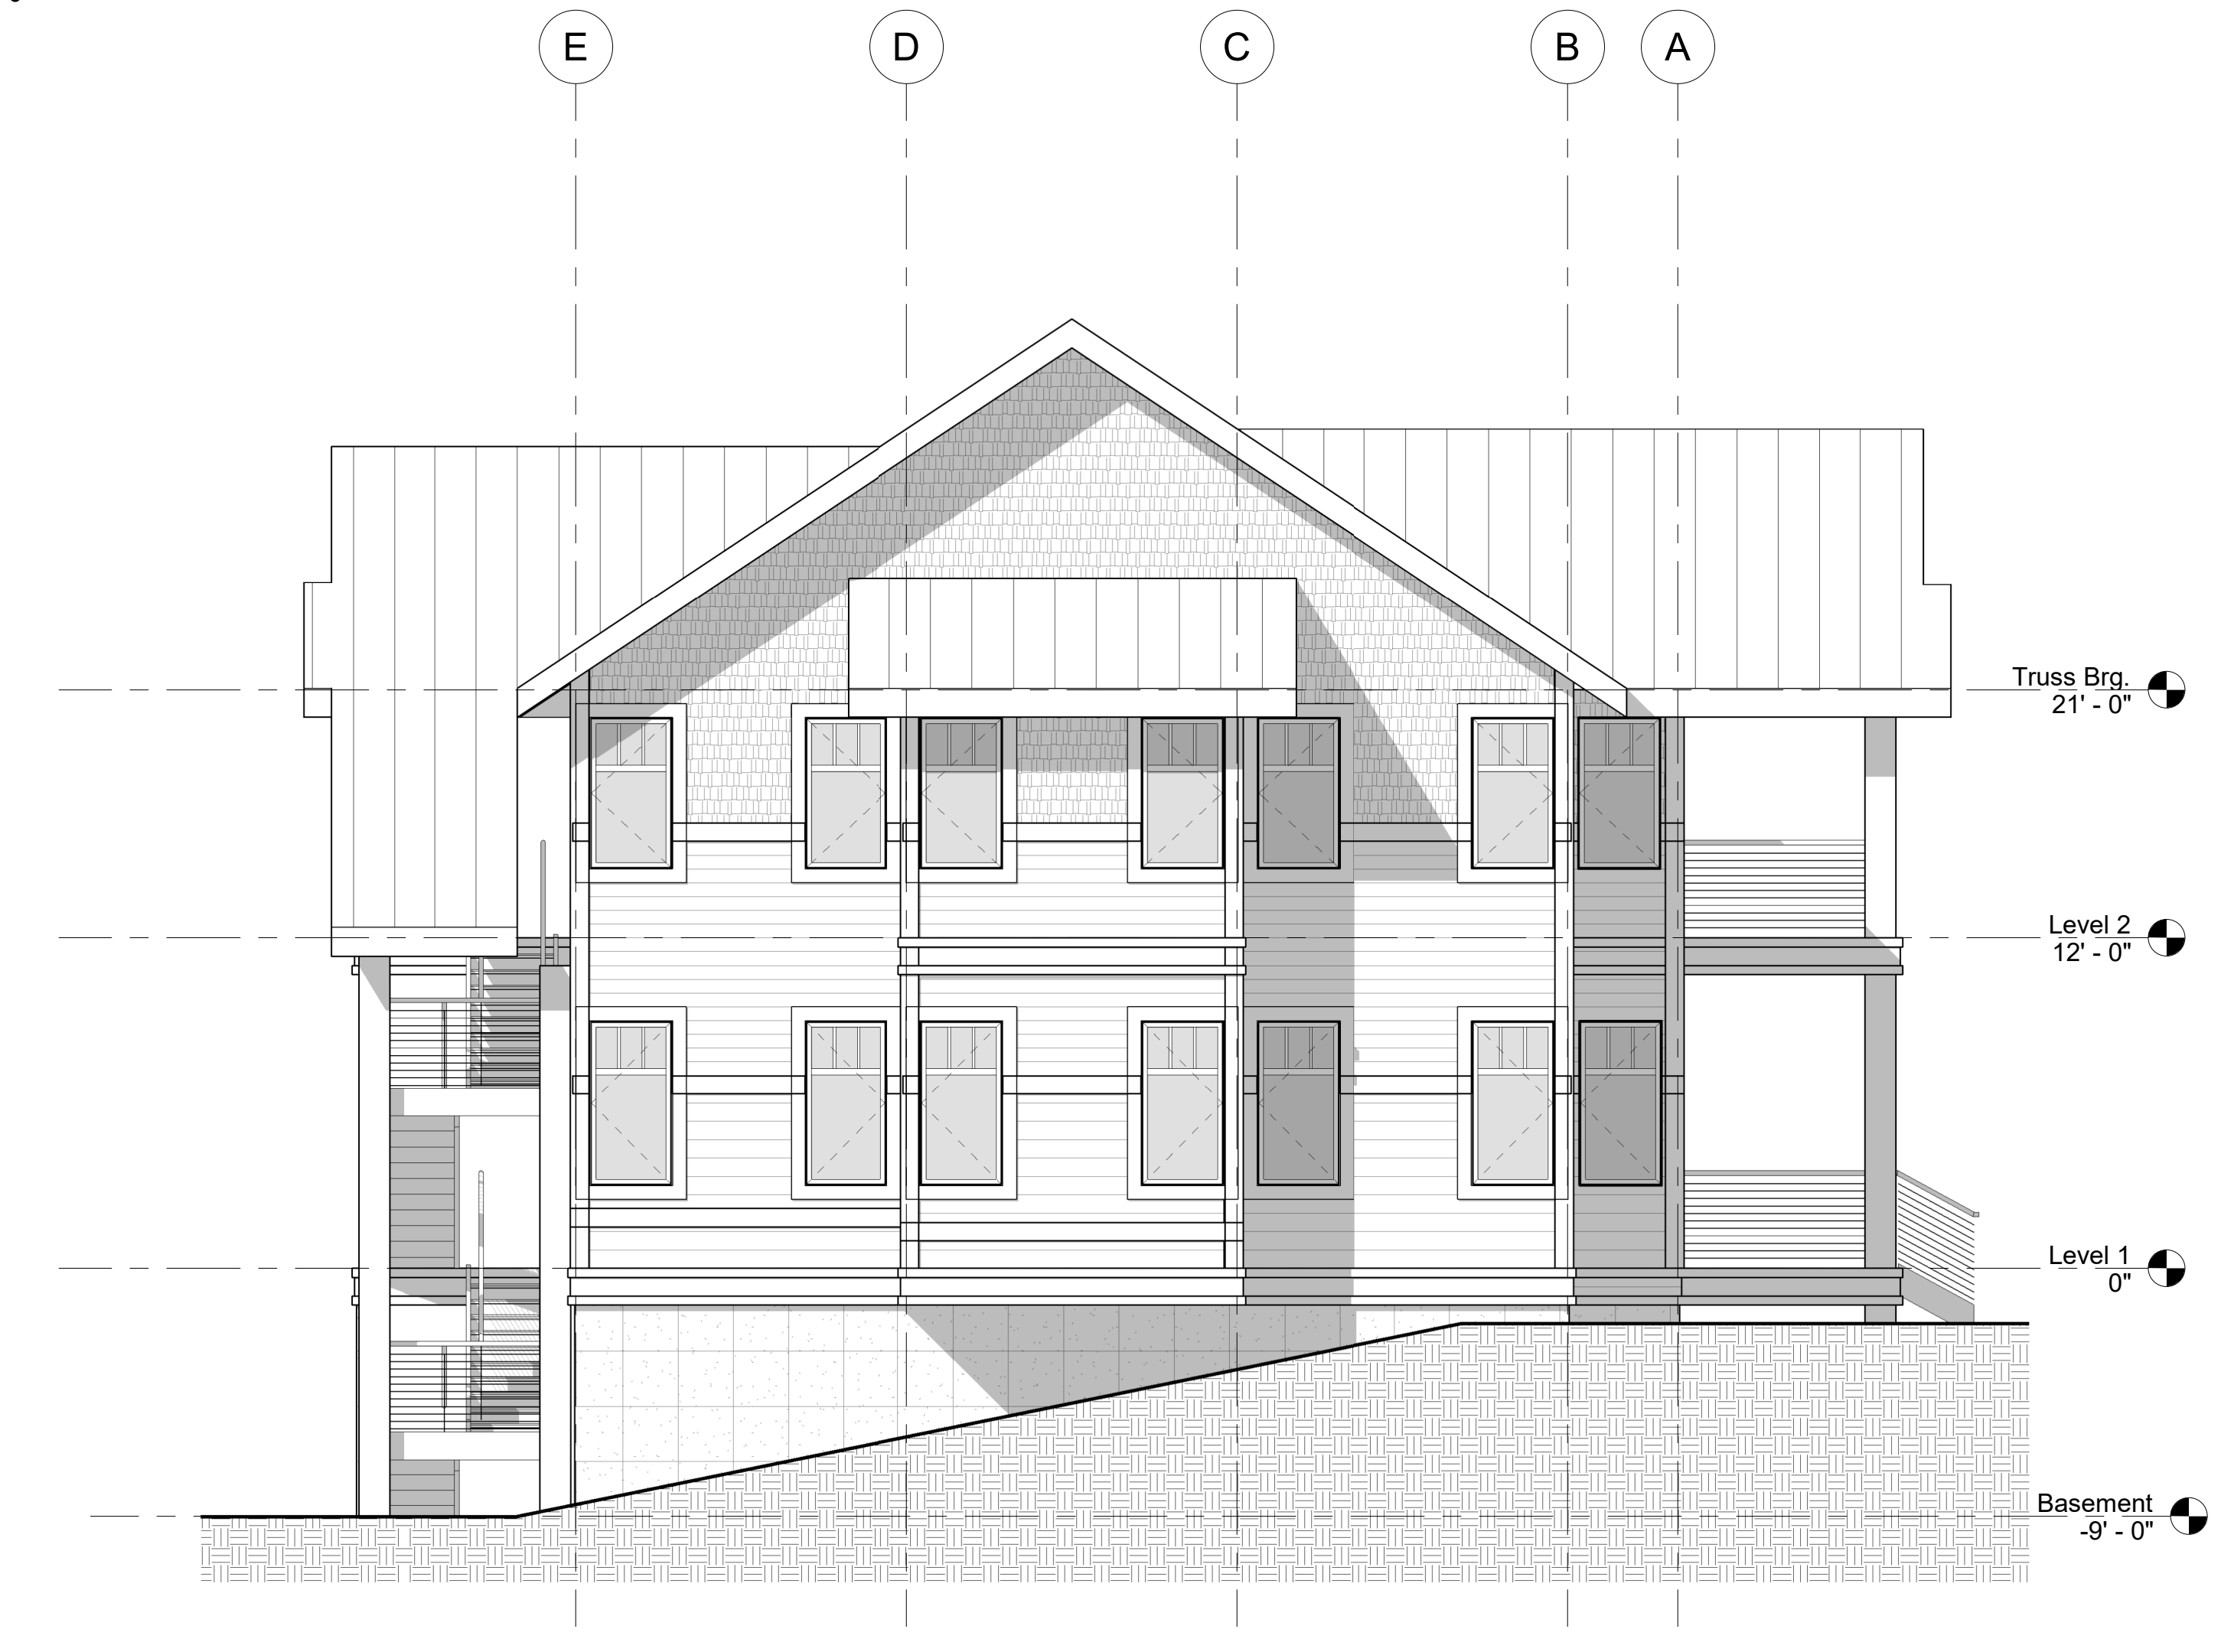 E D C B A
Truss Brg.
21' - 0"
Level 2
12' - 0"
Level 1
0"
Basement
-9' - 0"